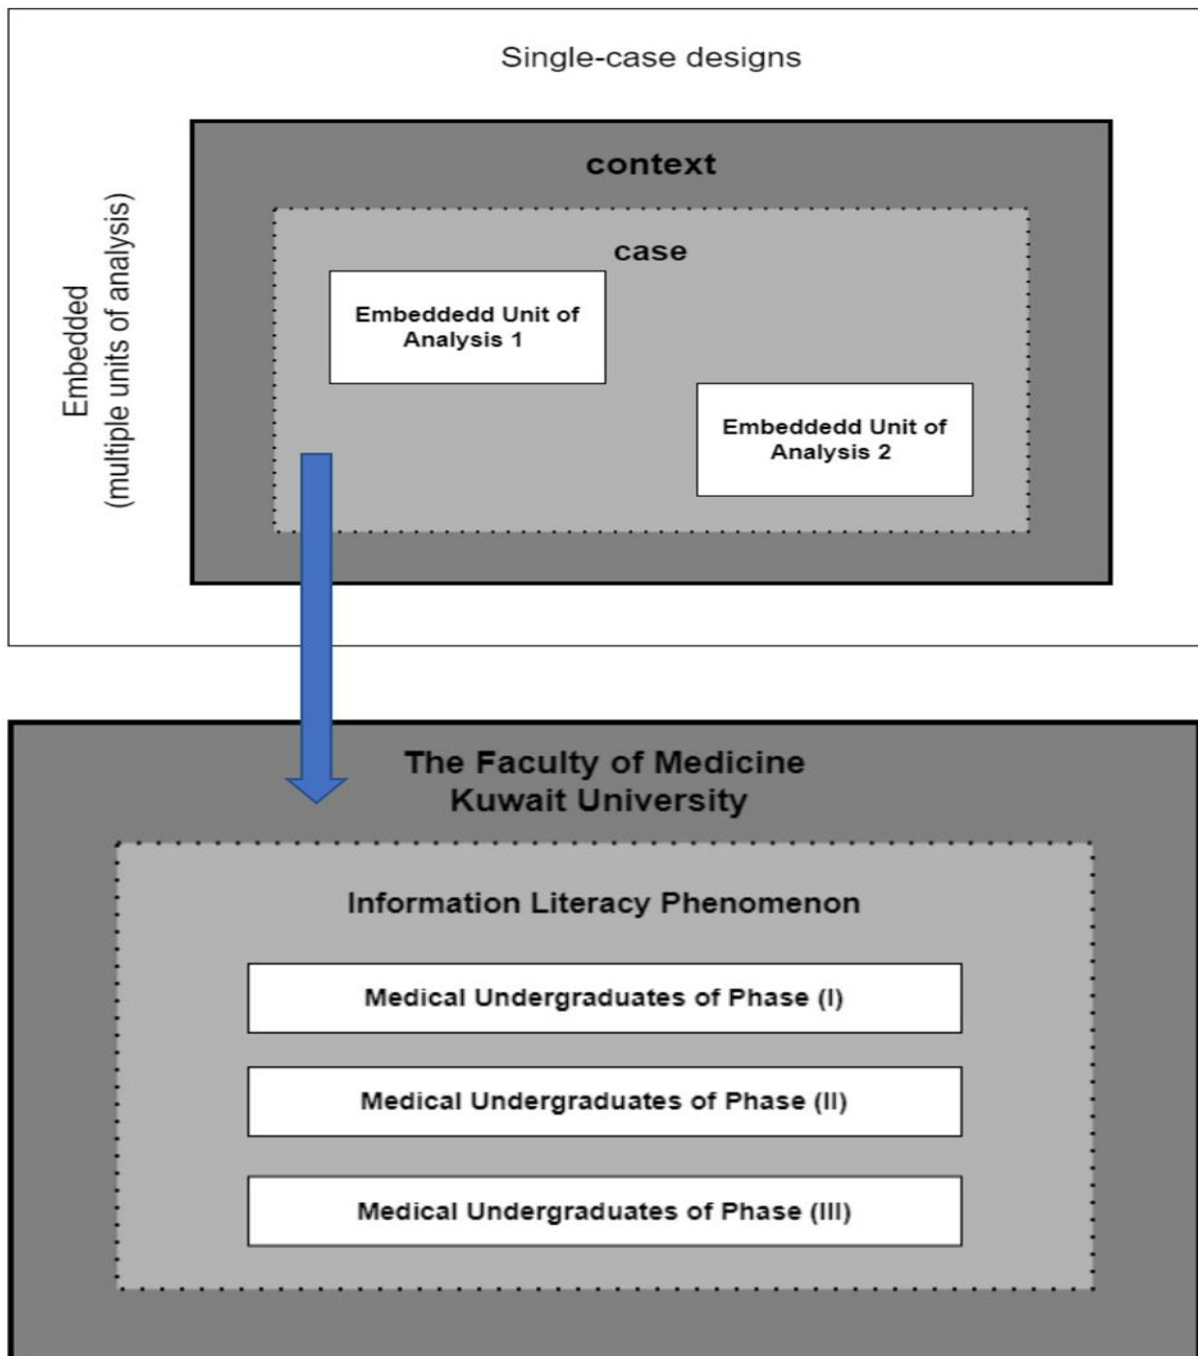 Single-case designs
context
case
Embeddedd Unit of
Analysis 1
Embeddedd Unit of
Analysis 2
Embedded
(multiple units of analysis)
The Faculty of Medicine
Kuwait University
Information Literacy Phenomenon
Medical Undergraduates of Phase (I)
Medical Undergraduates of Phase (II)
Medical Undergraduates of Phase (III)